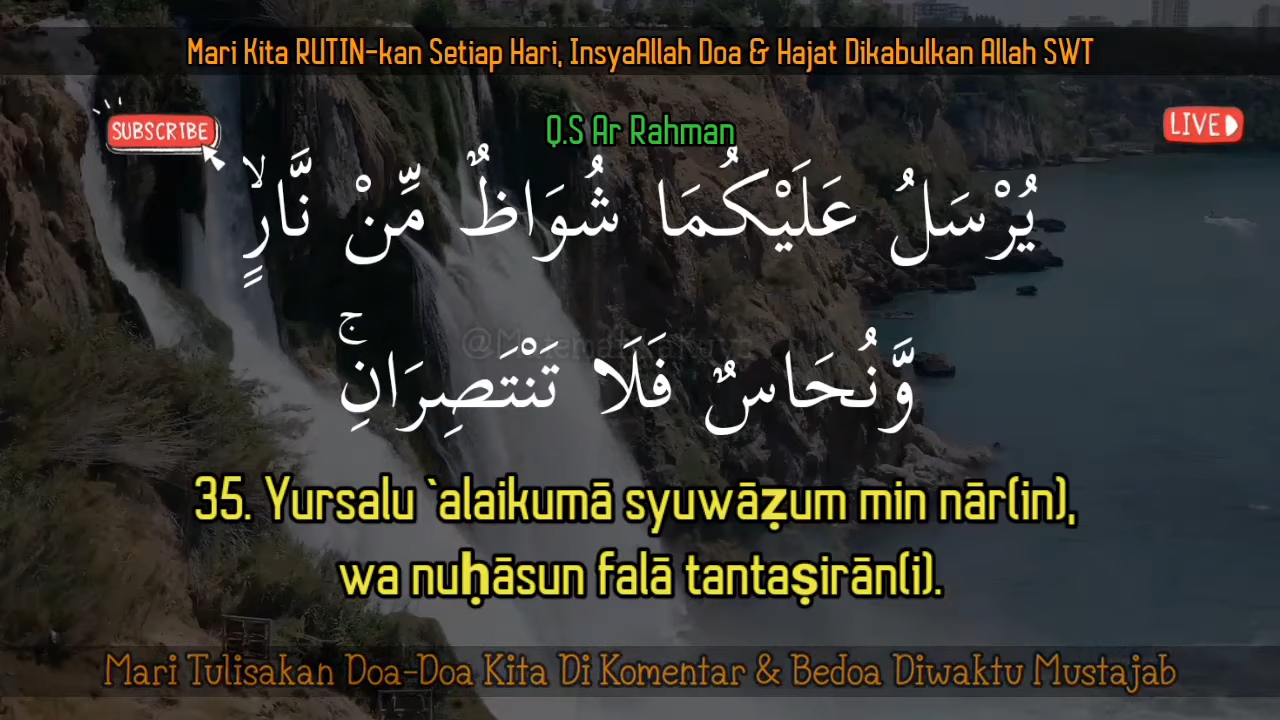 Mari Kita RUTIN-kan Setiap Hari, InsyaAllah Doa & Hajat Dikabulkan Allah SWT
SUBSCRIBE
LIVE
Q.S Ar Rahman
يُرْسَلُ عَلَيْكُمَا شُوَاظٌ مِّنْ نَّارٍۙ
وَّنُحَاسٌ فَلَا تَنْتَصِرَانِۚ
35. Yursalu `alaikumā syuwāẓum min nār(in),
wa nuḥāsun falā tantaṣirān(i).
Mari Tulisakan Doa-Doa Kita Di Komentar & Bedoa Diwaktu Mustajab